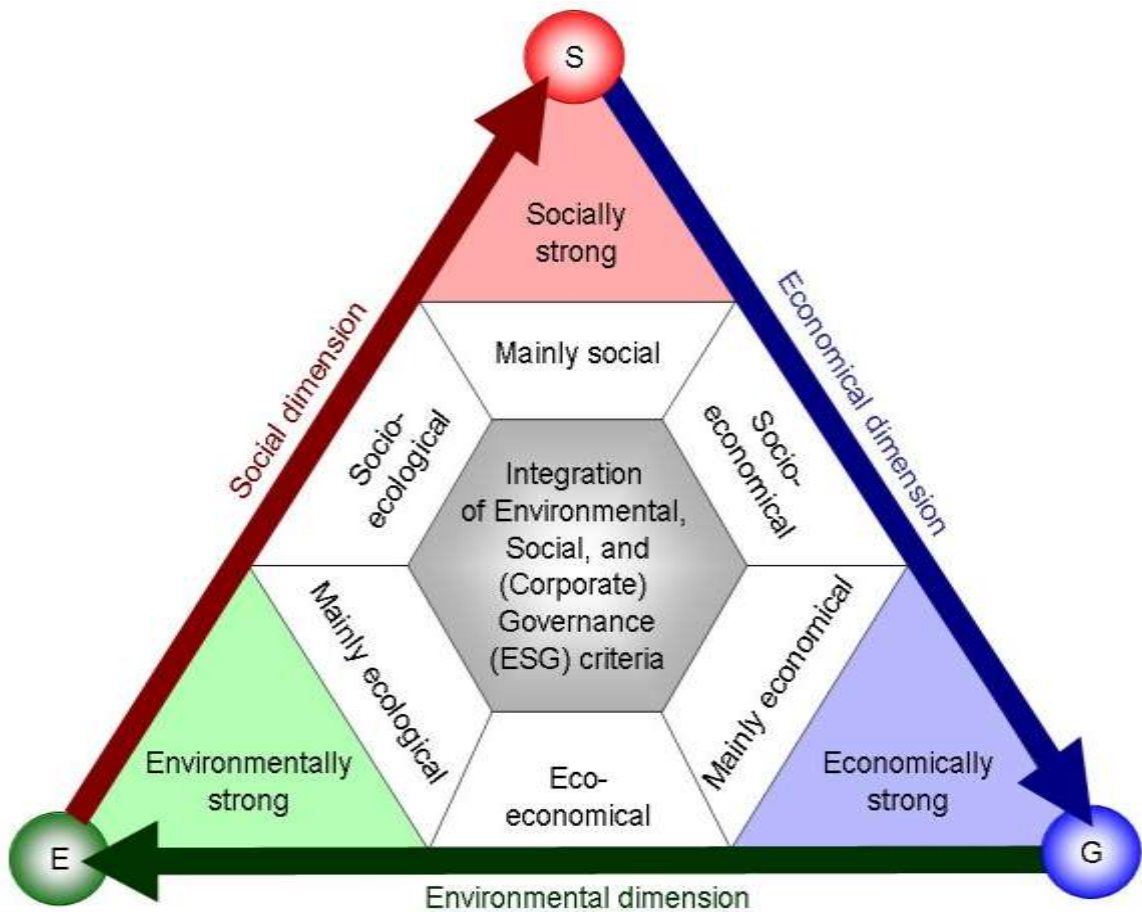 S
Socially
strong
Social dimension
Economical dimension
Mainly social
Socio-
ecological
Socio-
economical
Integration
of Environmental,
Social, and
(Corporate)
Governance
(ESG) criteria
Mainly ecological
Mainly economical
Environmentally
strong
Eco-
economical
Economically
strong
E
G
Environmental dimension